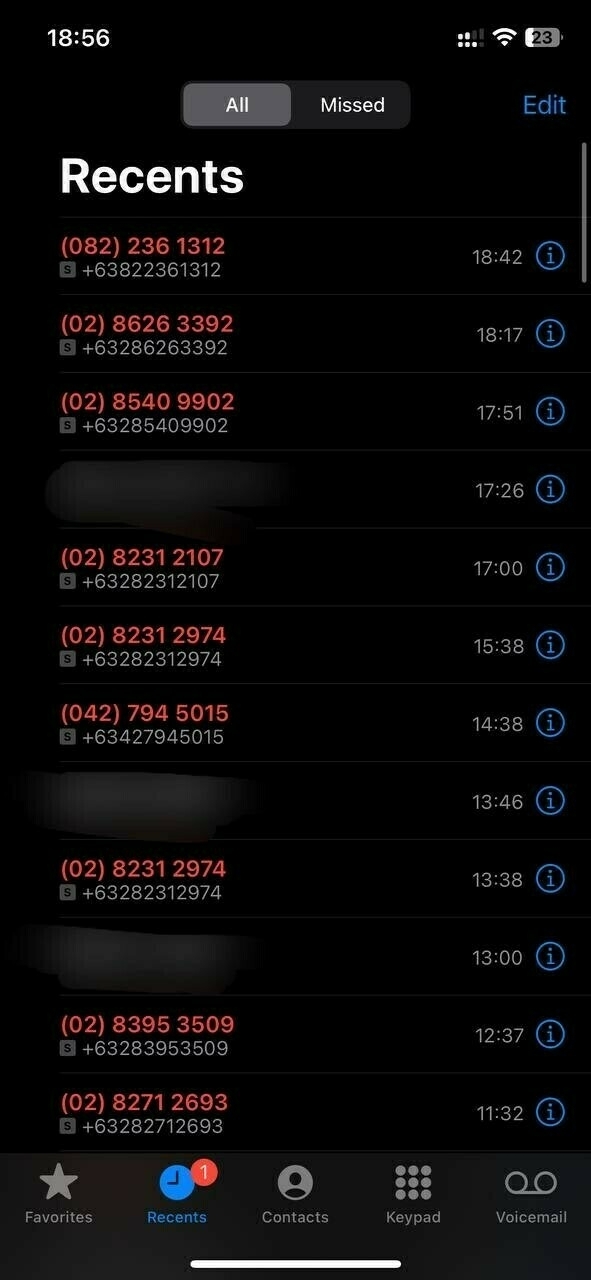 18:56
23
All
Missed
Edit
Recents
(082) 236 1312
18:42
S +63822361312
(02) 8626 3392
18:17
S +63286263392
(02) 8540 9902
17:51
S +63285409902
17:26
(02) 8231 2107
17:00
S +63282312107
(02) 8231 2974
15:38
S +63282312974
(042) 794 5015
14:38
S +63427945015
13:46
(02) 8231 2974
13:38
S +63282312974
13:00
(02) 8395 3509
12:37
S +63283953509
(02) 8271 2693
11:32
S +63282712693
1
Favorites
Recents
Contacts
Keypad
Voicemail